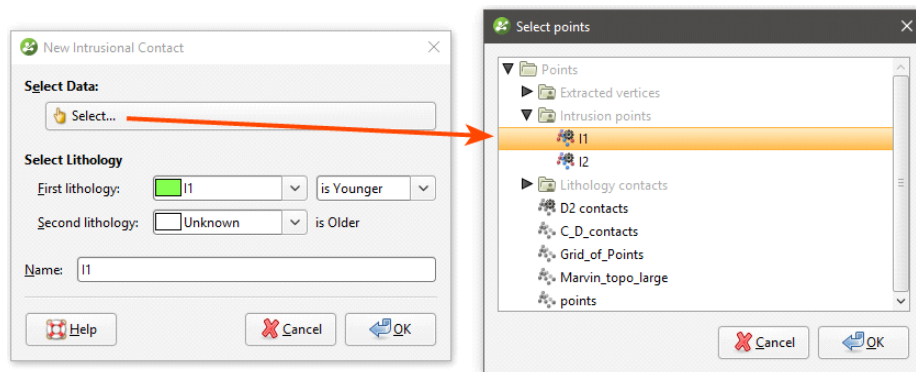 New Intrusional Contact
Select Data:
Select...
Select Lithology
First lithology: I1 is Younger
Second lithology: Unknown is Older
Name: I1
Help Cancel OK
Select points
Points
Extracted vertices
Intrusion points
I1
I2
Lithology contacts
D2 contacts
C_D_contacts
Grid_of_Points
Marvin_topo_large
points
Cancel OK